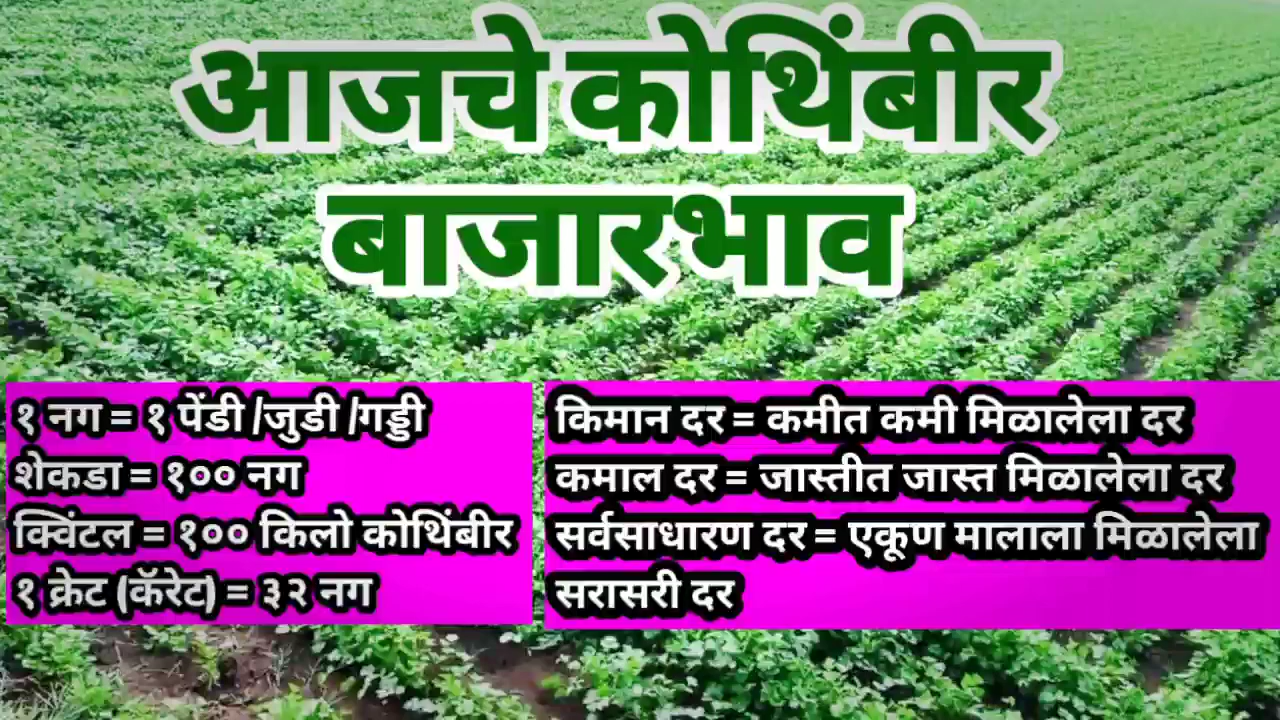 आजचे कोथिंबीर
बाजारभाव
१ नग = १ पेंडी /जुडी /गड्डी
शेकडा = १०० नग
क्विंटल = १०० किलो कोथिंबीर
१ क्रेट (कॅरेट) = ३२ नग
किमान दर = कमीत कमी मिळालेला दर
कमाल दर = जास्तीत जास्त मिळालेला दर
सर्वसाधारण दर = एकूण मालाला मिळालेला
सरासरी दर